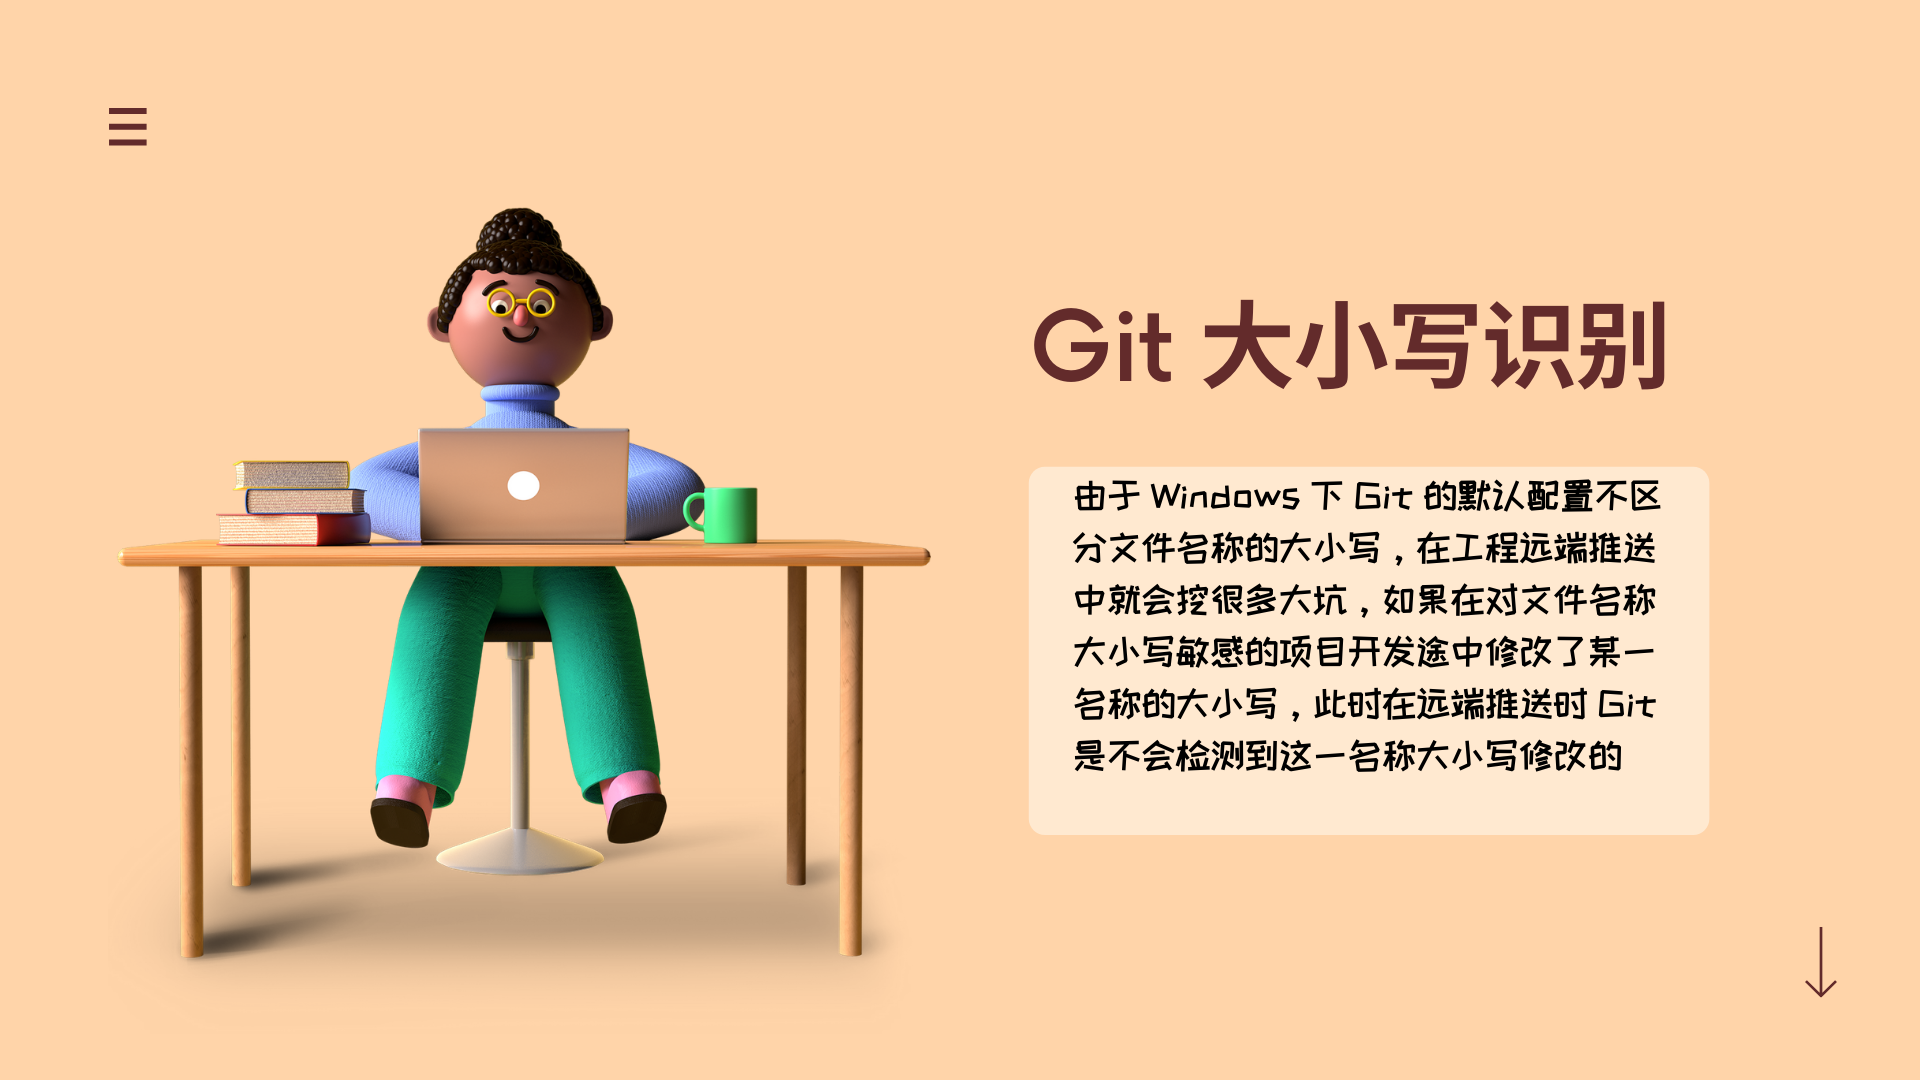 Git 大小写识别
由于 Windows 下 Git 的默认配置不区
分文件名称的大小写，在工程远端推送
中就会挖很多大坑，如果在对文件名称
大小写敏感的项目开发途中修改了某一
名称的大小写，此时在远端推送时 Git
是不会检测到这一名称大小写修改的